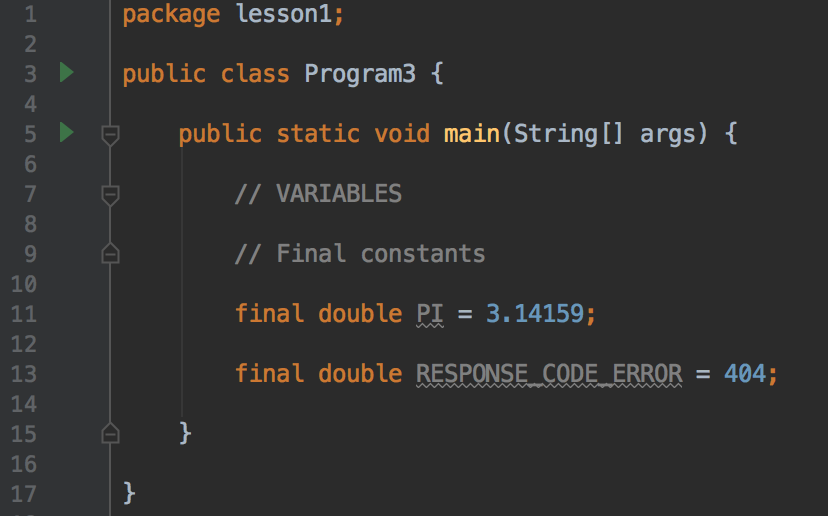 1 package lesson1;
2
3 public class Program3 {
4
5 public static void main(String[] args) {
6
7 // VARIABLES
8
9 // Final constants
10
11 final double PI = 3.14159;
12
13 final double RESPONSE_CODE_ERROR = 404;
14
15 }
16
17 }